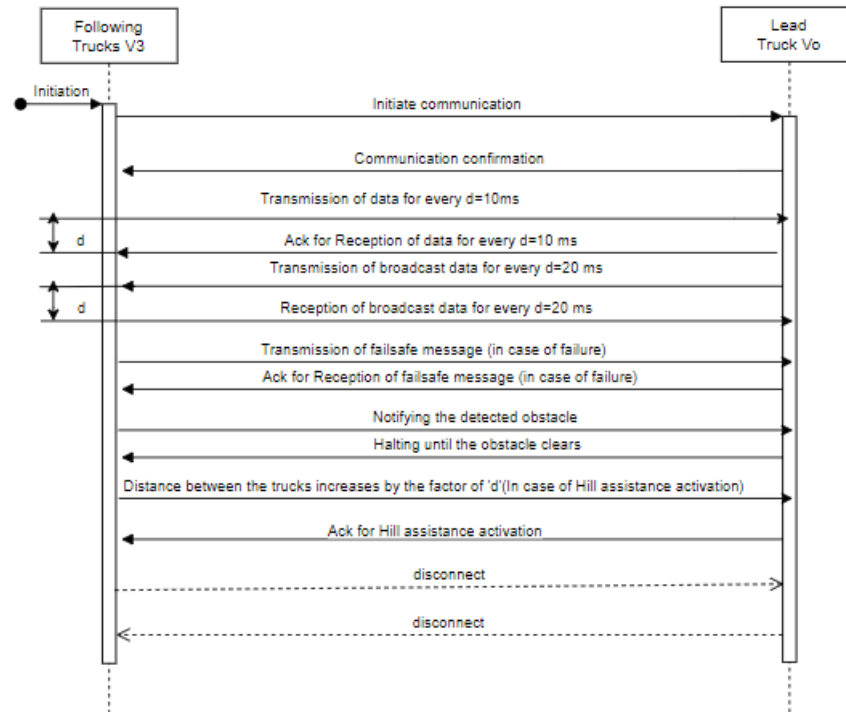 Following
Trucks V3
Lead
Truck Vo
Initiation
Initiate communication
Communication confirmation
Transmission of data for every d=10ms
d
Ack for Reception of data for every d=10 ms
Transmission of broadcast data for every d=20 ms
d
Reception of broadcast data for every d=20 ms
Transmission of failsafe message (in case of failure)
Ack for Reception of failsafe message (in case of failure)
Notifying the detected obstacle
Halting until the obstacle clears
Distance between the trucks increases by the factor of 'd'(In case of Hill assistance activation)
Ack for Hill assistance activation
disconnect
disconnect